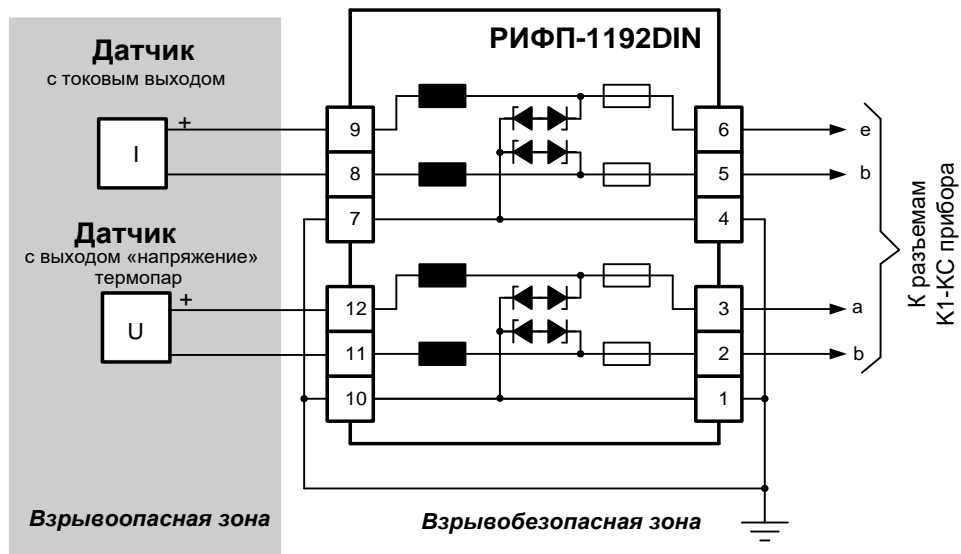 РИФП-1192DIN
Датчик
с токовым выходом
I
+
9
8
7
6
5
4
e
b
Датчик
с выходом «напряжение»
термопар
U
+
12
11
10
3
2
1
a
b
К разъемам
К1-КС прибора
Взрывоопасная зона
Взрывобезопасная зона